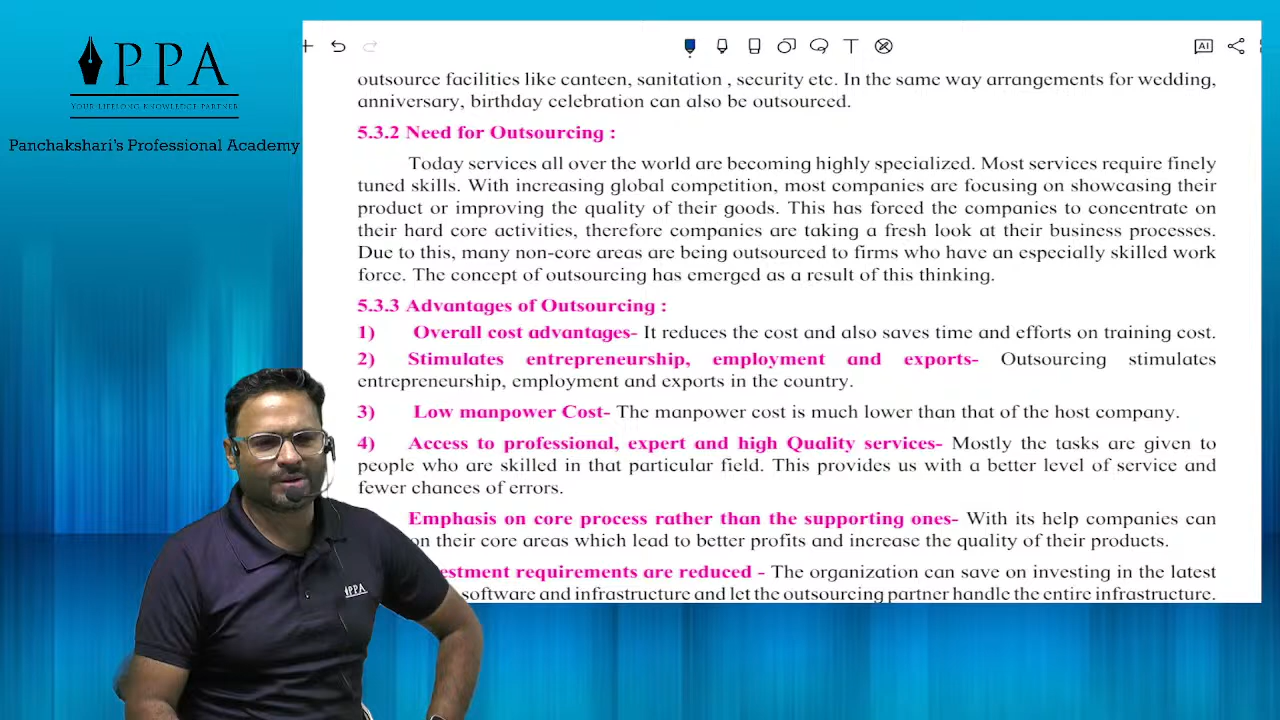 PPA
YOUR LIFELONG KNOWLEDGE PARTNER
Panchakshari's Professional Academy
T
AI
outsource facilities like canteen, sanitation , security etc. In the same way arrangements for wedding,
anniversary, birthday celebration can also be outsourced.
5.3.2 Need for Outsourcing :
Today services all over the world are becoming highly specialized. Most services require finely
tuned skills. With increasing global competition, most companies are focusing on showcasing their
product or improving the quality of their goods. This has forced the companies to concentrate on
their hard core activities, therefore companies are taking a fresh look at their business processes.
Due to this, many non-core areas are being outsourced to firms who have an especially skilled work
force. The concept of outsourcing has emerged as a result of this thinking.
5.3.3 Advantages of Outsourcing :
1) Overall cost advantages- It reduces the cost and also saves time and efforts on training cost.
2) Stimulates entrepreneurship, employment and exports- Outsourcing stimulates
entrepreneurship, employment and exports in the country.
3) Low manpower Cost- The manpower cost is much lower than that of the host company.
4) Access to professional, expert and high Quality services- Mostly the tasks are given to
people who are skilled in that particular field. This provides us with a better level of service and
fewer chances of errors.
Emphasis on core process rather than the supporting ones- With its help companies can
on their core areas which lead to better profits and increase the quality of their products.
requirements are reduced - The organization can save on investing in the latest
software and infrastructure and let the outsourcing partner handle the entire infrastructure.
PPA